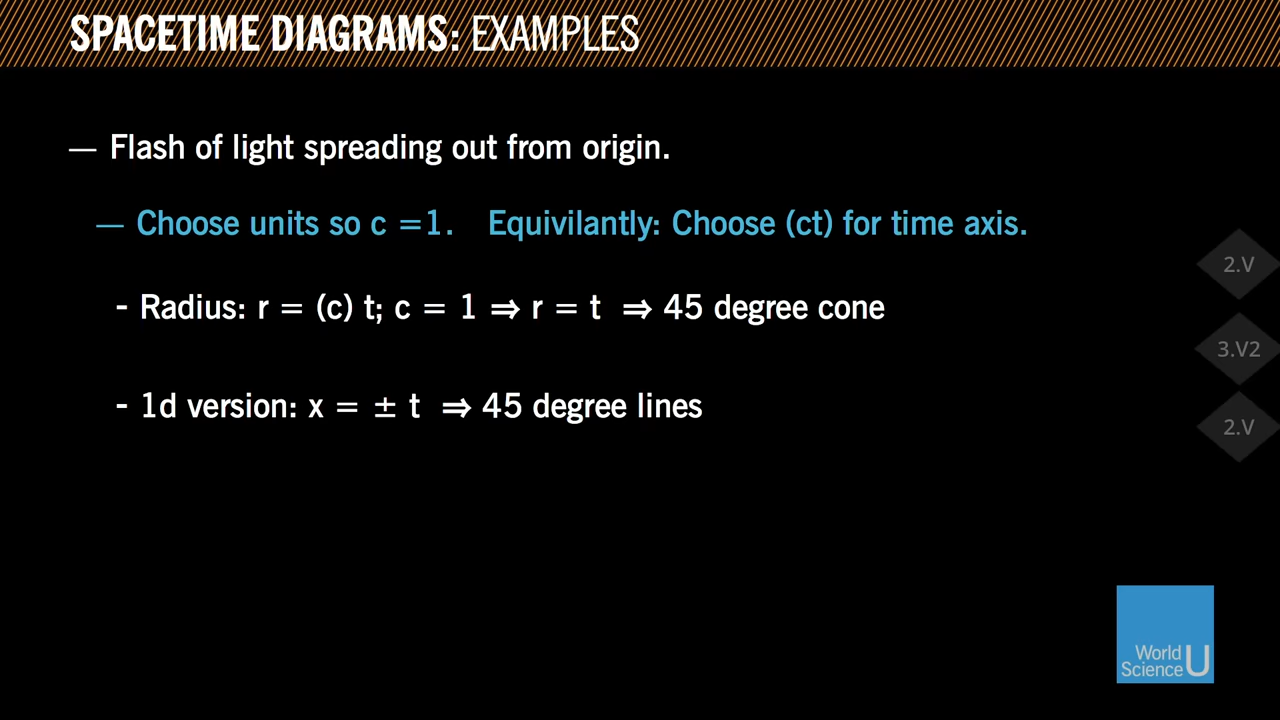 SPACETIME DIAGRAMS: EXAMPLES
— Flash of light spreading out from origin.
— Choose units so c =1. Equivilantly: Choose (ct) for time axis.
2.V
- Radius: r = (c) t; c = 1 ⇒ r = t ⇒ 45 degree cone
3.V2
- 1d version: x = ± t ⇒ 45 degree lines
2.V
World
Science U